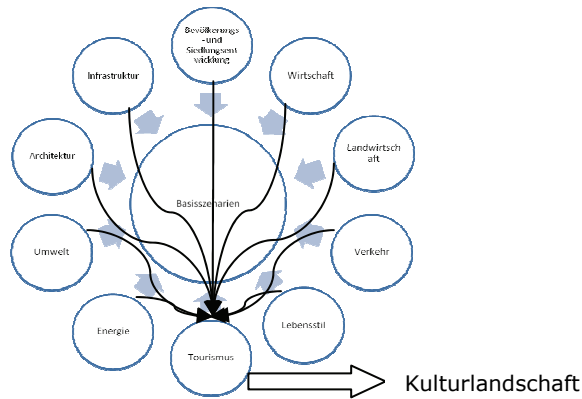 Bevölkerungs
-und
Siedlungsent
wicklung
Infrastruktur
Wirtschaft
Architektur
Landwirtsch
aft
Basisszenarien
Umwelt
Verkehr
Energie
Lebensstil
Tourismus
Kulturlandschaft